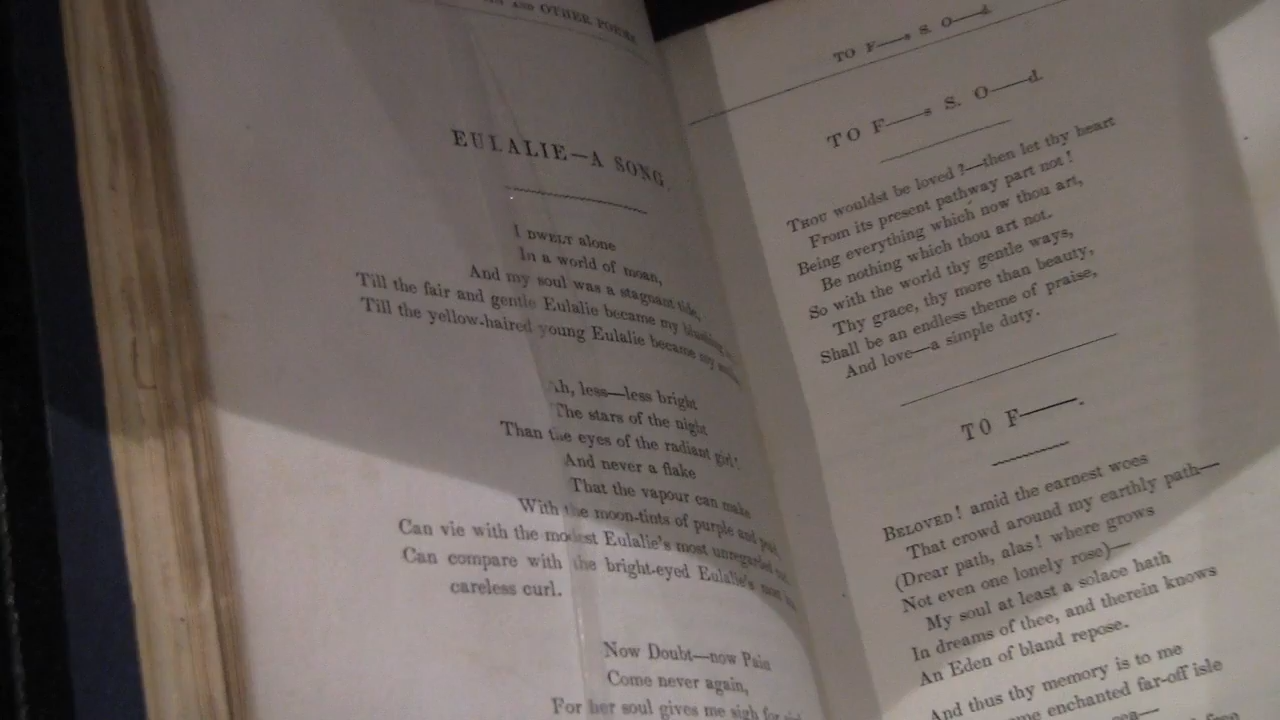 AND OTHER POEMS
EULALIE—A SONG.
I DWELT alone
In a world of moan,
And my soul was a stagnant tide,
Till the fair and gentle Eulalie became my blushing
Till the yellow-haired young Eulalie became my
Ah, less—less bright
The stars of the night
Than the eyes of the radiant girl!
And never a flake
That the vapour can make
With the moon-tints of purple and pearl,
Can vie with the modest Eulalie's most unregarded
Can compare with the bright-eyed Eulalie's most
careless curl.
Now Doubt—now Pain
Come never again,
For her soul gives me sigh for
TO F——s S. O——d.
TO F——s S. O——d.
THOU wouldst be loved?—then let thy heart
From its present pathway part not!
Being everything which now thou art,
Be nothing which thou art not.
So with the world thy gentle ways,
Thy grace, thy more than beauty,
Shall be an endless theme of praise,
And love—a simple duty.
TO F——.
BELOVED! amid the earnest woes
That crowd around my earthly path—
(Drear path, alas! where grows
Not even one lonely rose)—
My soul at least a solace hath
In dreams of thee, and therein knows
An Eden of bland repose.
And thus thy memory is to me
enchanted far-off isle